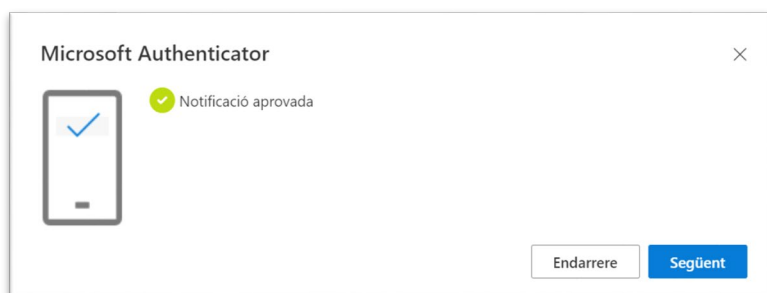 Microsoft Authenticator
Notificació aprovada
Endarrere
Següent